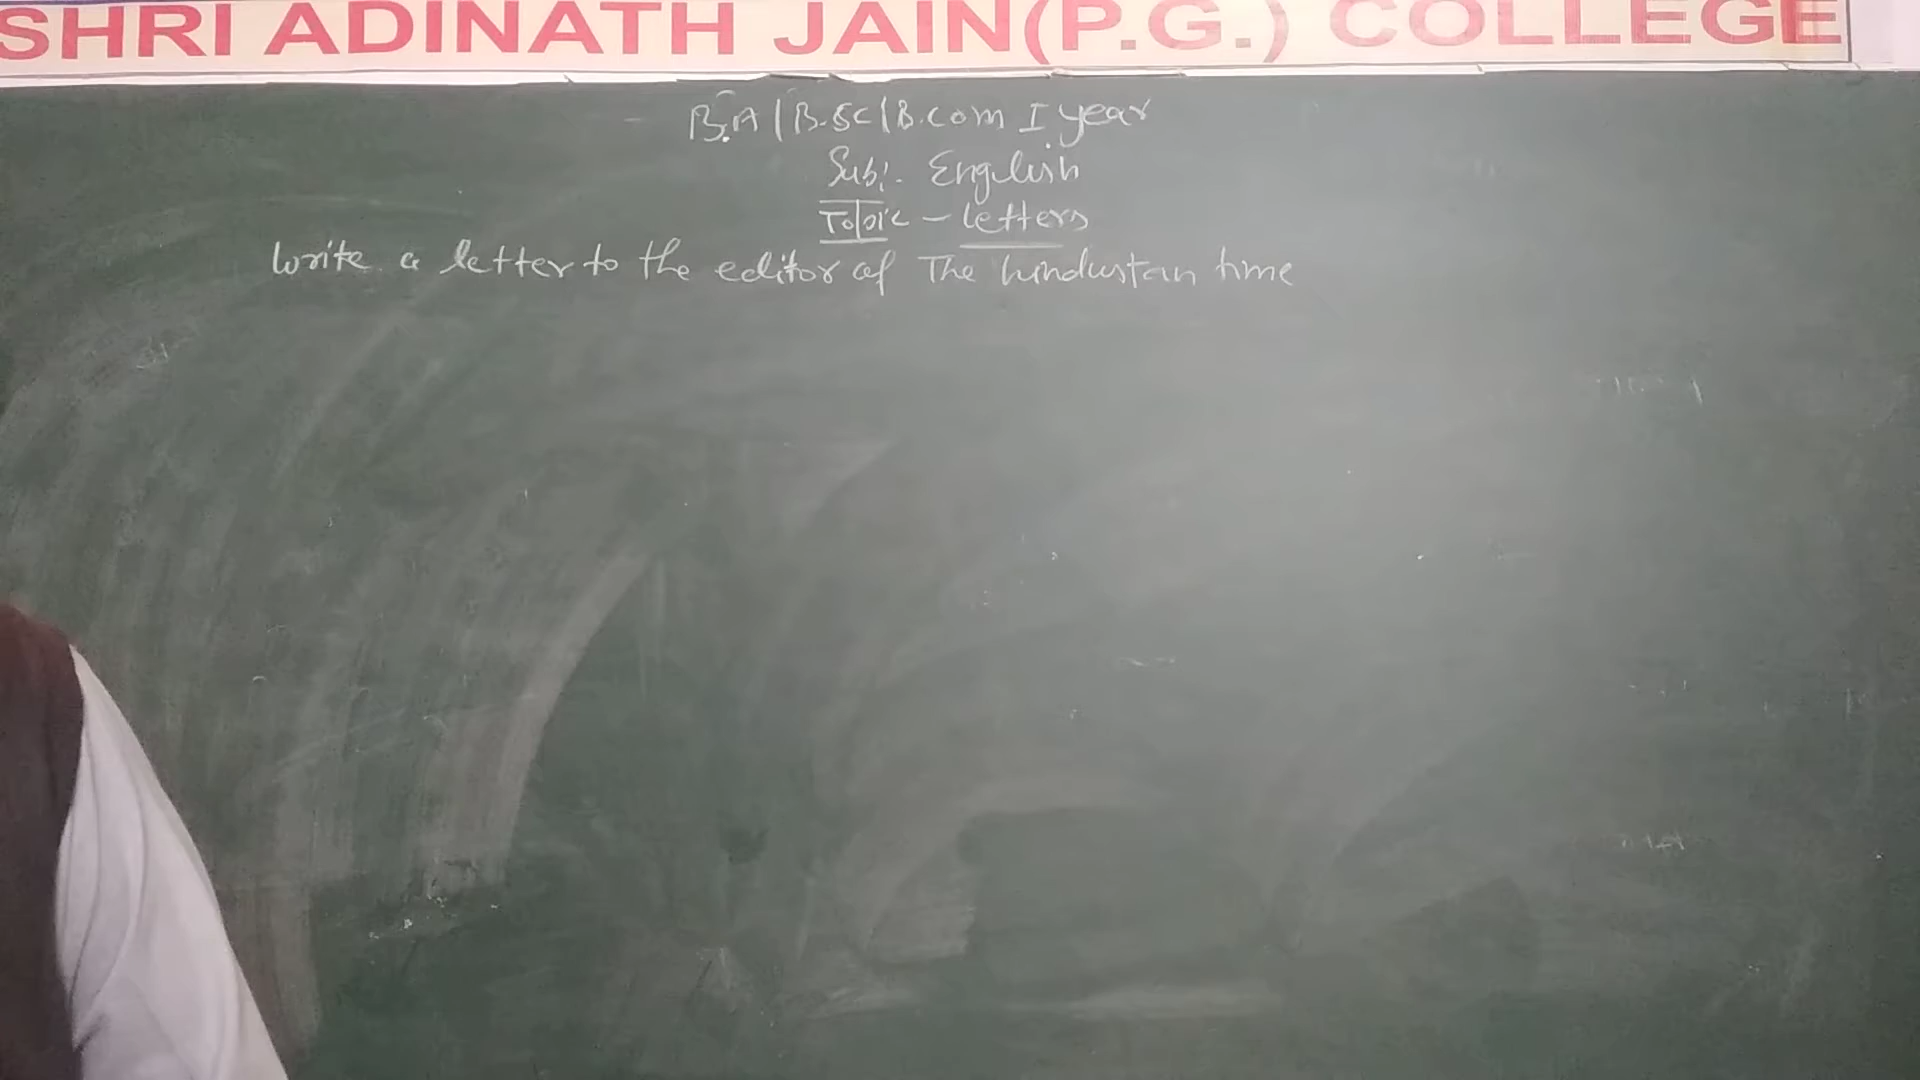 SHRI ADINATH JAIN(P.G.) COLLEGE
B.A | B.Sc | B.com I year
Sub:- English
Topic - Letters
Write a letter to the editor of The hindustan time